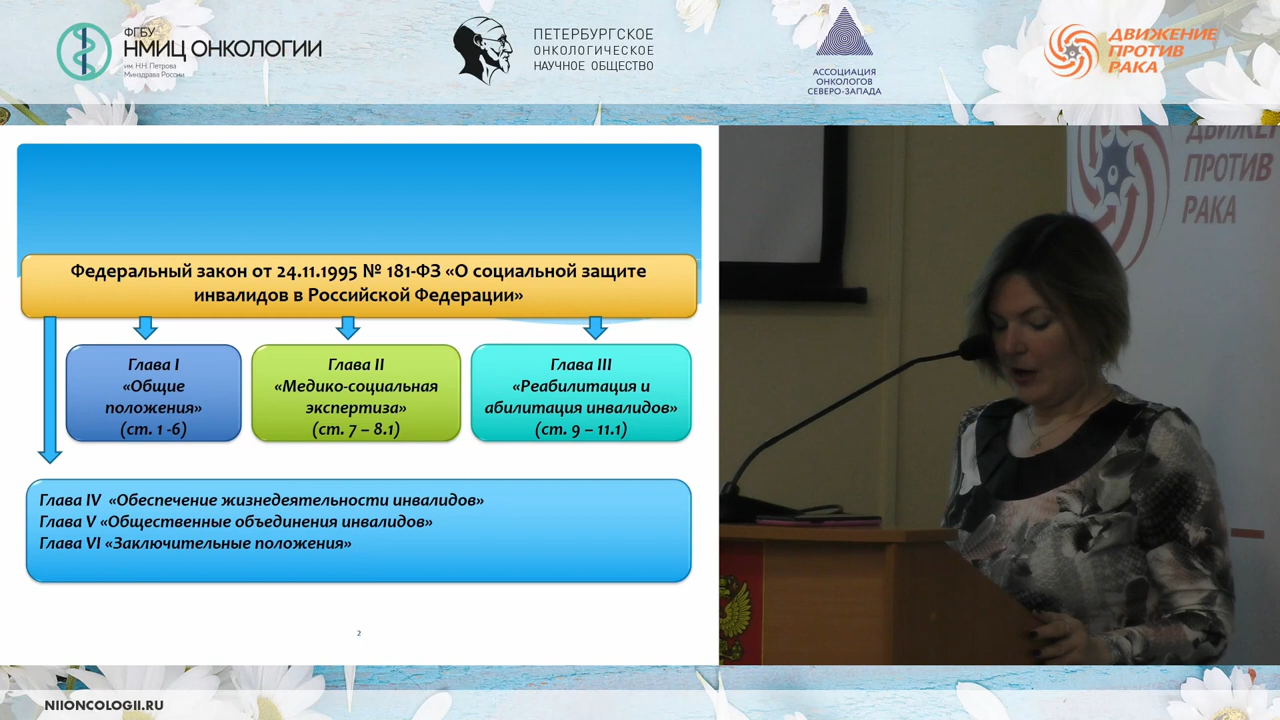 ФГБУ
НМИЦ ОНКОЛОГИИ
им. Н.Н. Петрова
Минздрава России
ПЕТЕРБУРГСКОЕ
ОНКОЛОГИЧЕСКОЕ
НАУЧНОЕ ОБЩЕСТВО
АССОЦИАЦИЯ
ОНКОЛОГОВ
СЕВЕРО-ЗАПАДА
ДВИЖЕНИЕ
ПРОТИВ
РАКА
Федеральный закон от 24.11.1995 № 181-ФЗ «О социальной защите
инвалидов в Российской Федерации»
Глава I
«Общие
положения»
(ст. 1 -6)
Глава II
«Медико-социальная
экспертиза»
(ст. 7 – 8.1)
Глава III
«Реабилитация и
абилитация инвалидов»
(ст. 9 – 11.1)
Глава IV «Обеспечение жизнедеятельности инвалидов»
Глава V «Общественные объединения инвалидов»
Глава VI «Заключительные положения»
2
ДВИЖЕН
ПРОТИВ
РАКА
NIIONCOLOGII.RU